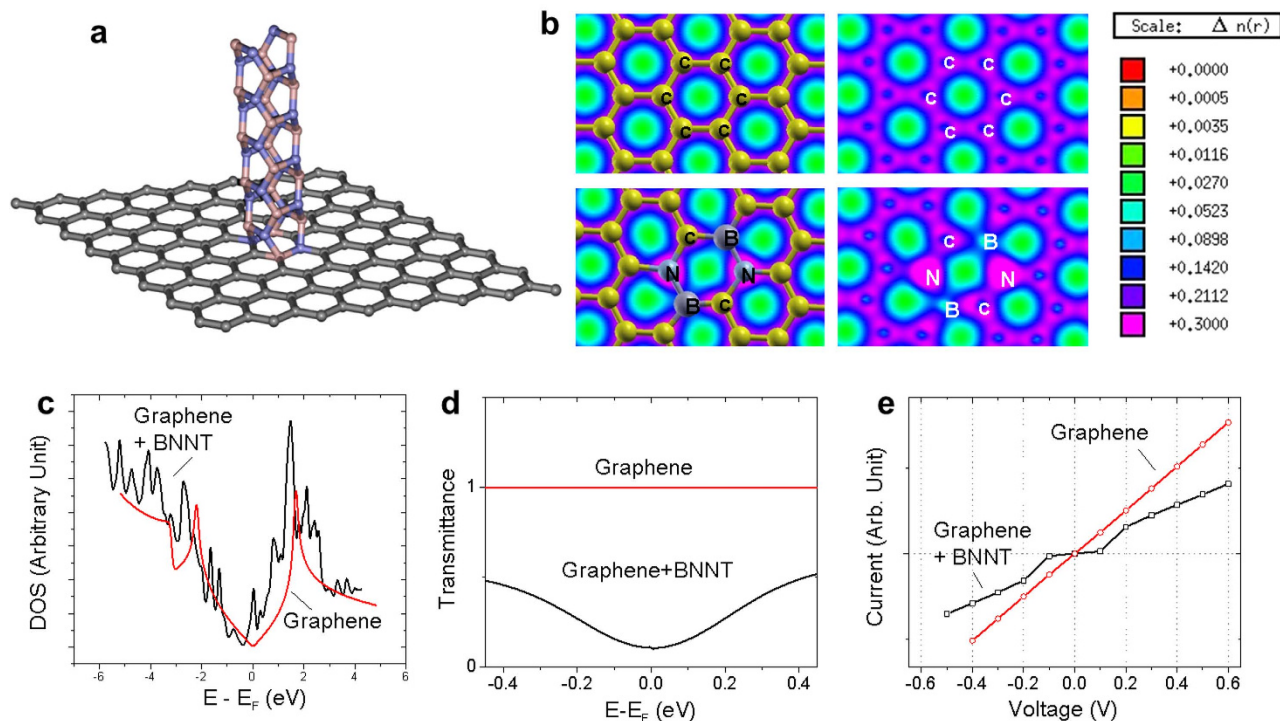 a
b
C C
C C
C C
C C
C C
C C
C B
N N
B C
C B
N N
B C
Scale: Δ n(r)
+0.0000
+0.0005
+0.0035
+0.0116
+0.0270
+0.0523
+0.0898
+0.1420
+0.2112
+0.3000
c
Graphene
+ BNNT
Graphene
DOS (Arbitrary Unit)
-6 -4 -2 0 2 4 6
E - EF (eV)
d
Graphene
Graphene+BNNT
Transmittance
1
0
-0.4 -0.2 0.0 0.2 0.4
E-EF (eV)
e
Graphene
Graphene
+ BNNT
Current (Arb. Unit)
-0.6 -0.4 -0.2 0.0 0.2 0.4 0.6
Voltage (V)